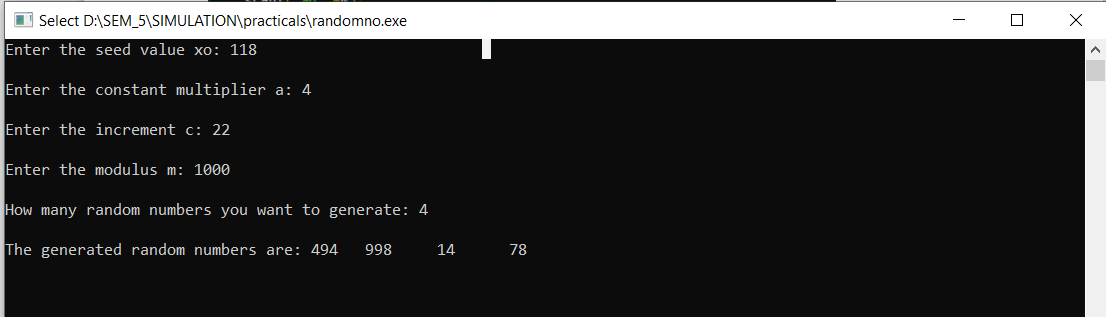 Select D:\SEM_5\SIMULATION\practicals\randomno.exe
Enter the seed value xo: 118
Enter the constant multiplier a: 4
Enter the increment c: 22
Enter the modulus m: 1000
How many random numbers you want to generate: 4
The generated random numbers are: 494   998     14      78